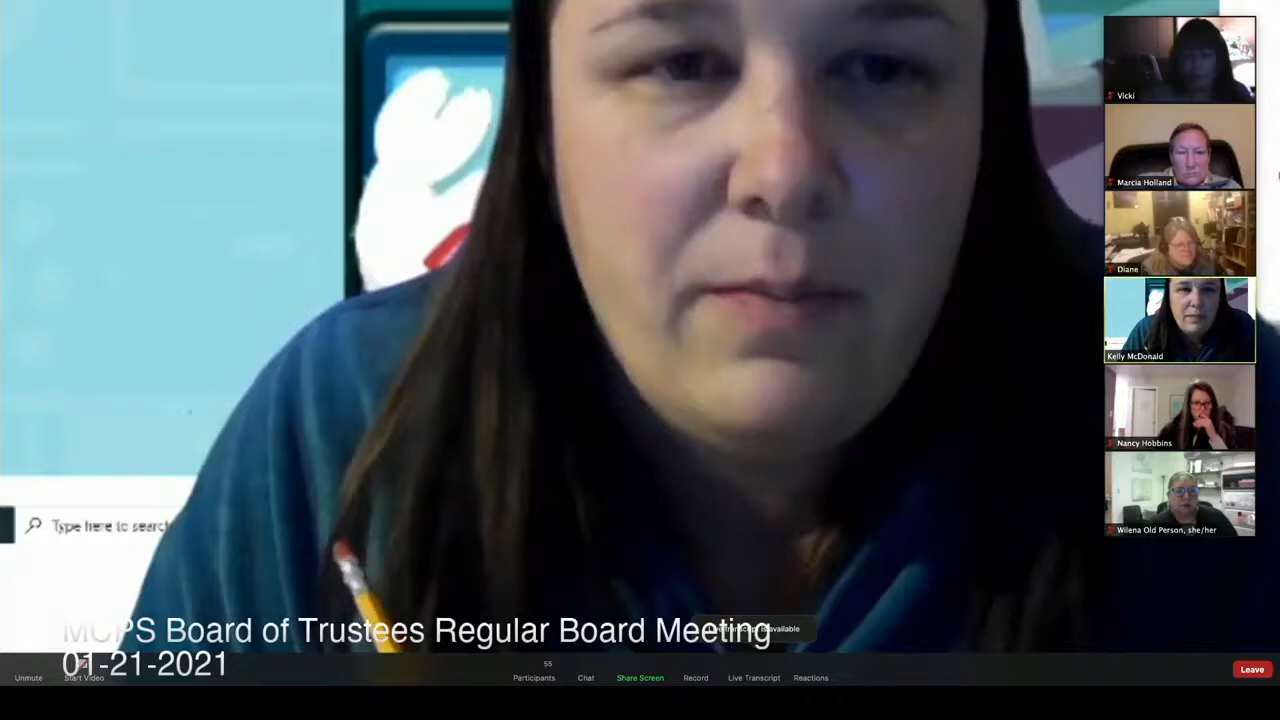 Vicki
Marcia Holland
Diane
Kelly McDonald
Nancy Hobbins
Wilena Old Person, she/her
Type here to search
MCPS Board of Trustees Regular Board Meeting
available
01-21-2021
55
Unmute
Start Video
Participants
Chat
Share Screen
Record
Live Transcript
Reactions
Leave